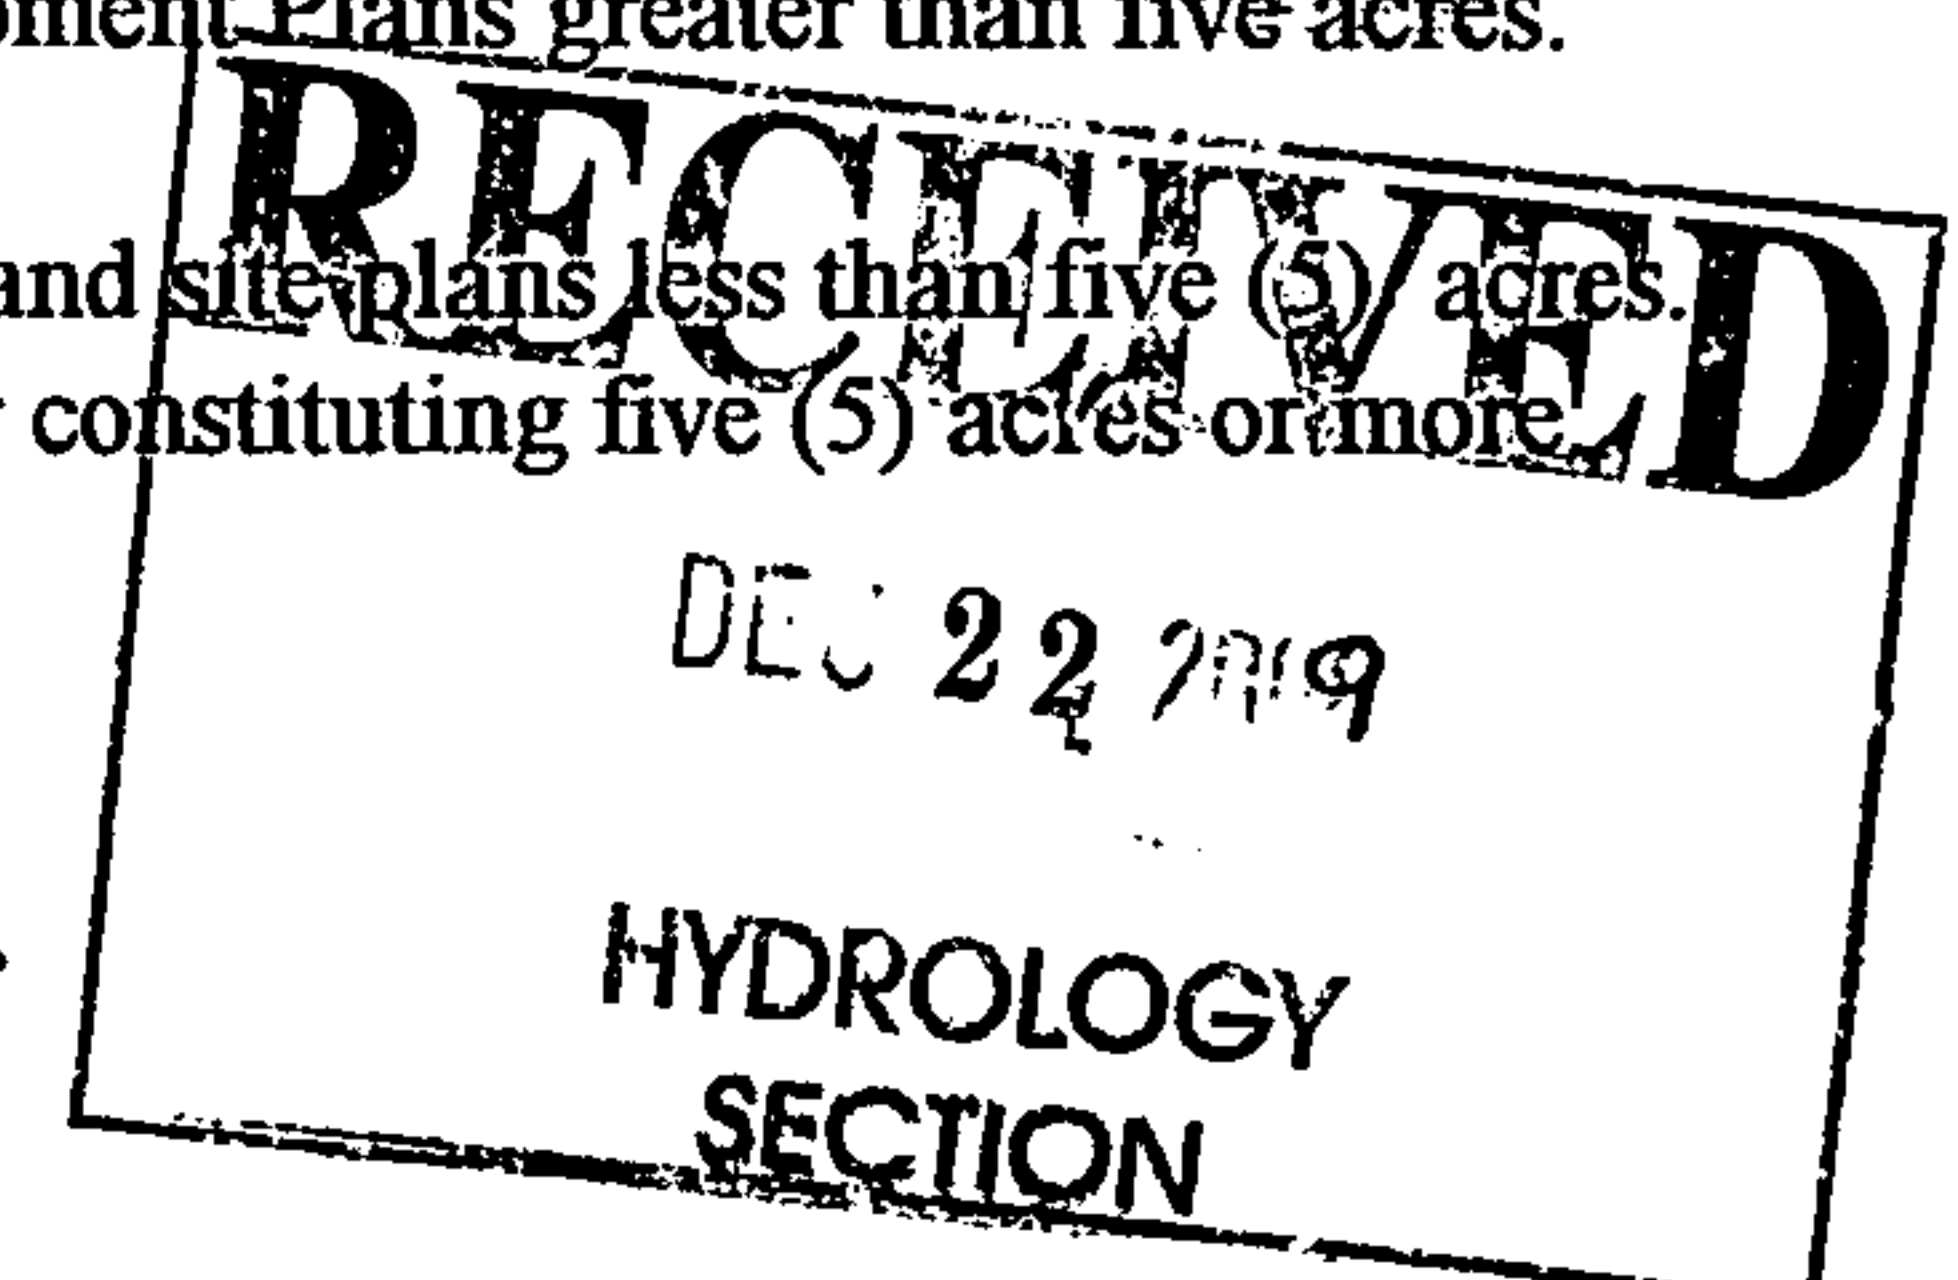 Plans greater than five acres.
RECEIVED
and site plans less than five (5) acres.
constituting five (5) acres or more
DEC 22
HYDROLOGY
SECTION